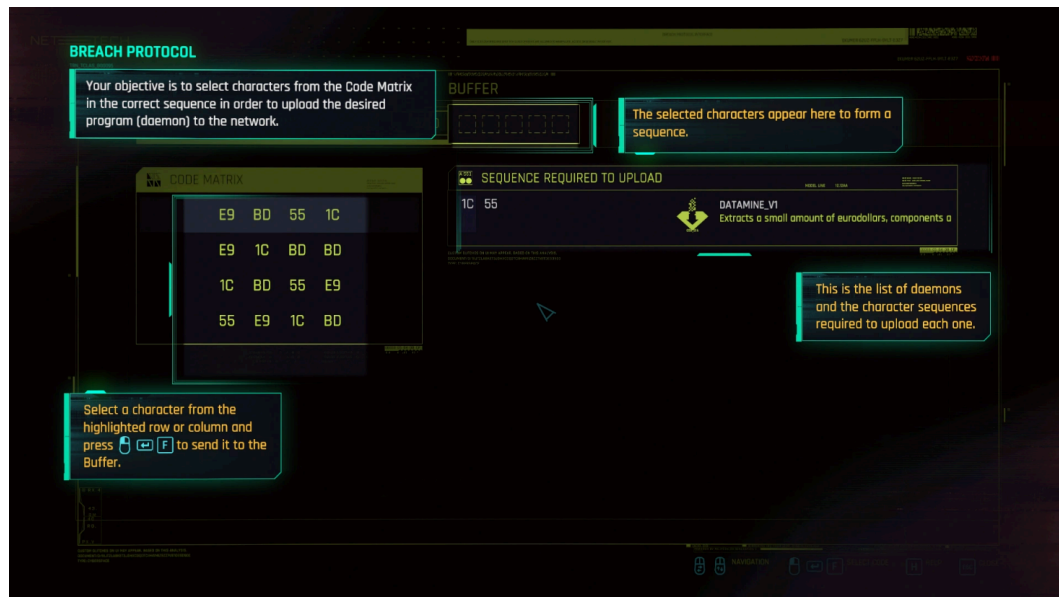 BREACH PROTOCOL
Your objective is to select characters from the Code Matrix
in the correct sequence in order to upload the desired
program (daemon) to the network.
BUFFER
The selected characters appear here to form a
sequence.
CODE MATRIX
E9 BD 55 1C
E9 1C BD BD
1C BD 55 E9
55 E9 1C BD
SEQUENCE REQUIRED TO UPLOAD
1C 55
DATAMINE_V1
Extracts a small amount of eurodollars, components a
This is the list of daemons
and the character sequences
required to upload each one.
Select a character from the
highlighted row or column and
press F to send it to the
Buffer.
NAVIGATION
F